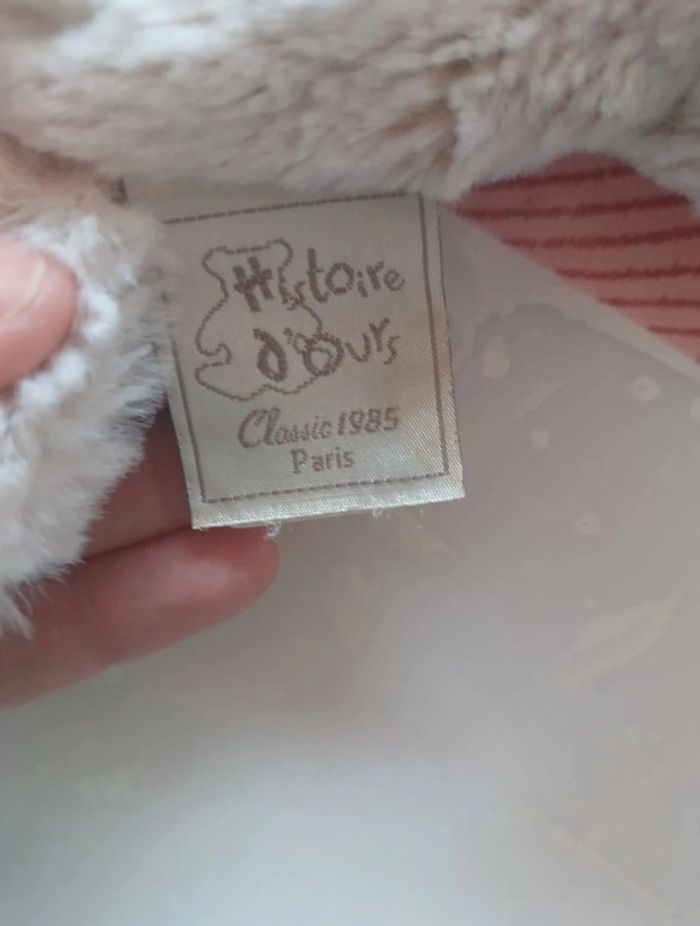 Histoire
d'Ours
Classic 1985
Paris